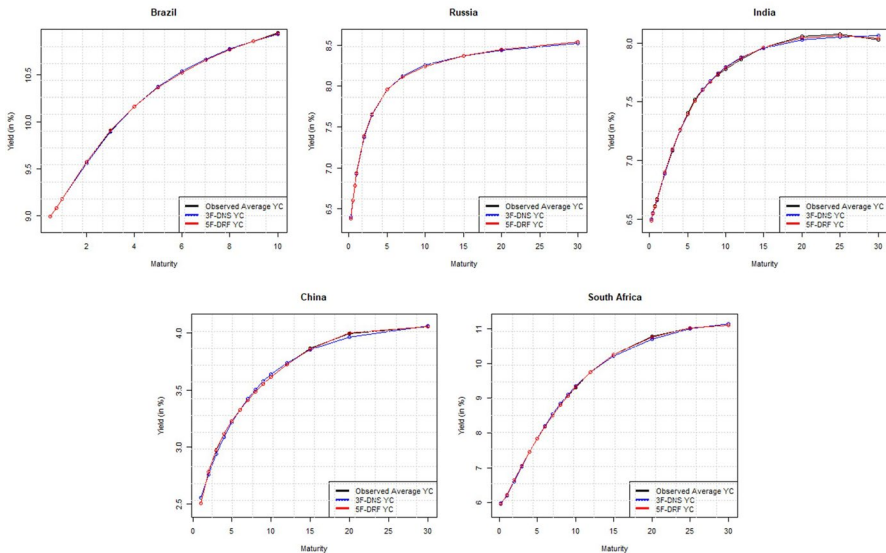 Brazil
Yield (in %)
10.5
10.0
9.5
9.0
2
4
6
8
10
Maturity
Observed Average YC
3F-DNS YC
5F-DRF YC
Russia
Yield (in %)
8.5
8.0
7.5
7.0
6.5
0
5
10
15
20
25
30
Maturity
Observed Average YC
3F-DNS YC
5F-DRF YC
India
Yield (in %)
8.0
7.5
7.0
6.5
0
5
10
15
20
25
30
Maturity
Observed Average YC
3F-DNS YC
5F-DRF YC
China
Yield (in %)
4.0
3.5
3.0
2.5
0
5
10
15
20
25
30
Maturity
Observed Average YC
3F-DNS YC
5F-DRF YC
South Africa
Yield (in %)
11
10
9
8
7
6
0
5
10
15
20
25
30
Maturity
Observed Average YC
3F-DNS YC
5F-DRF YC